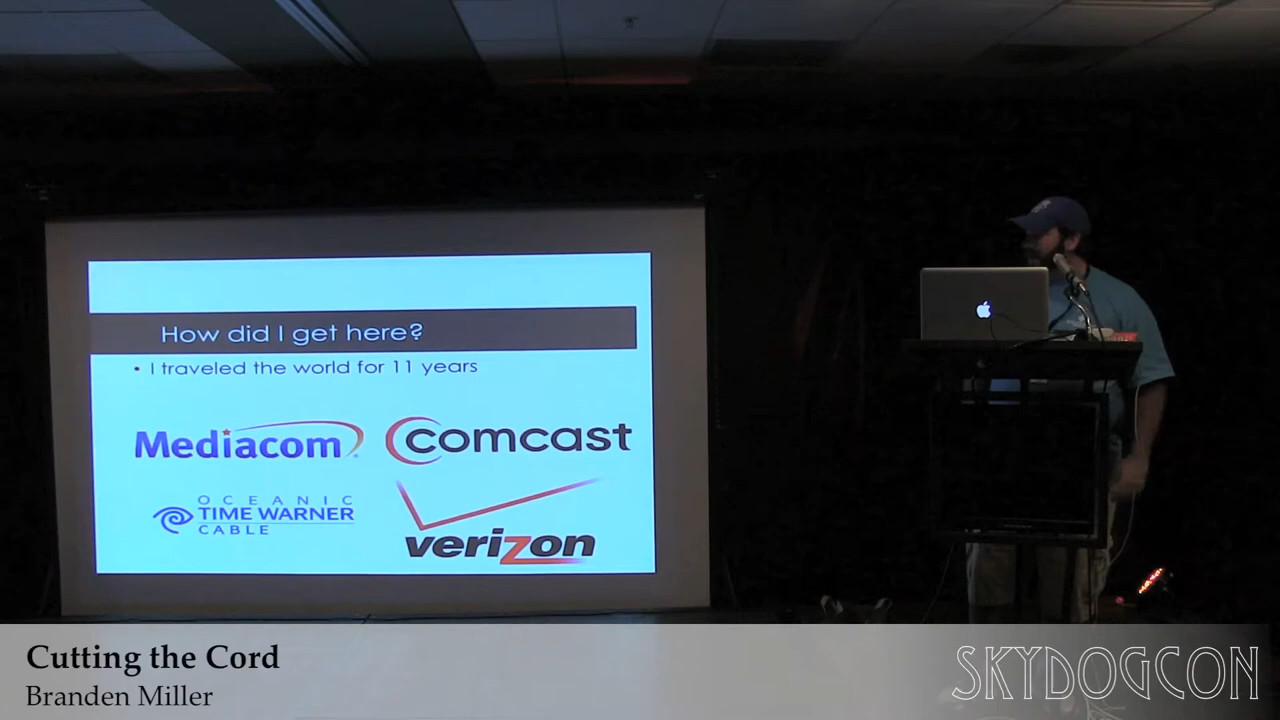 How did I get here?
• I traveled the world for 11 years
Mediacom
comcast
OCEANIC
TIME WARNER
CABLE
verizon
Cutting the Cord
Branden Miller
SKYDOGCON